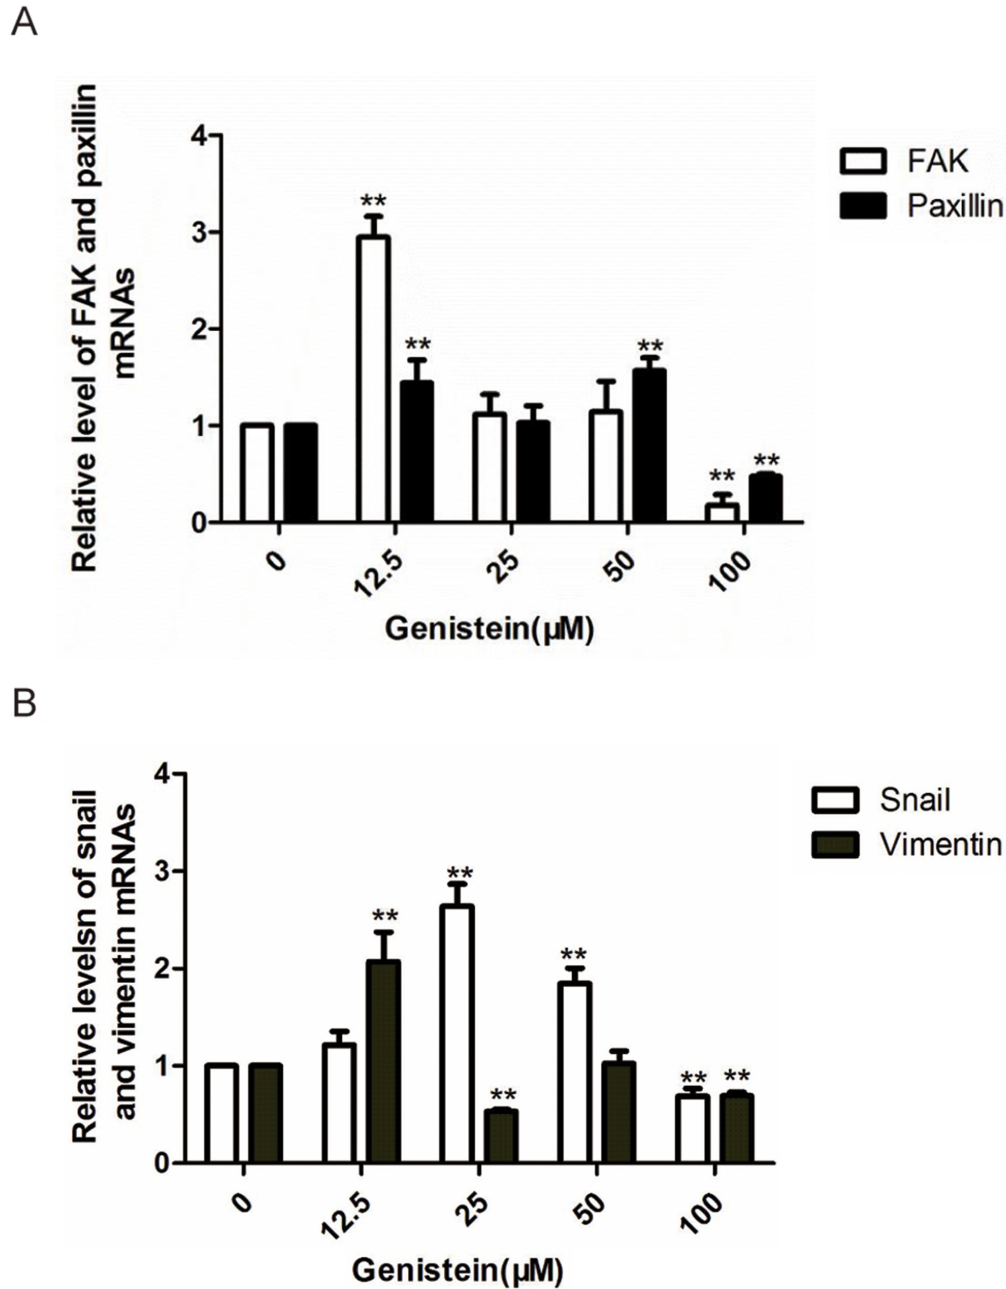 A
Relative level of FAK and paxillin
mRNAs
4
3
2
1
0
**
**
**
**
**
0
12.5
25
50
100
Genistein(µM)
FAK
Paxillin
B
Relative levelsn of snail
and vimentin mRNAs
4
3
2
1
0
**
**
**
**
**
**
0
12.5
25
50
100
Genistein(µM)
Snail
Vimentin